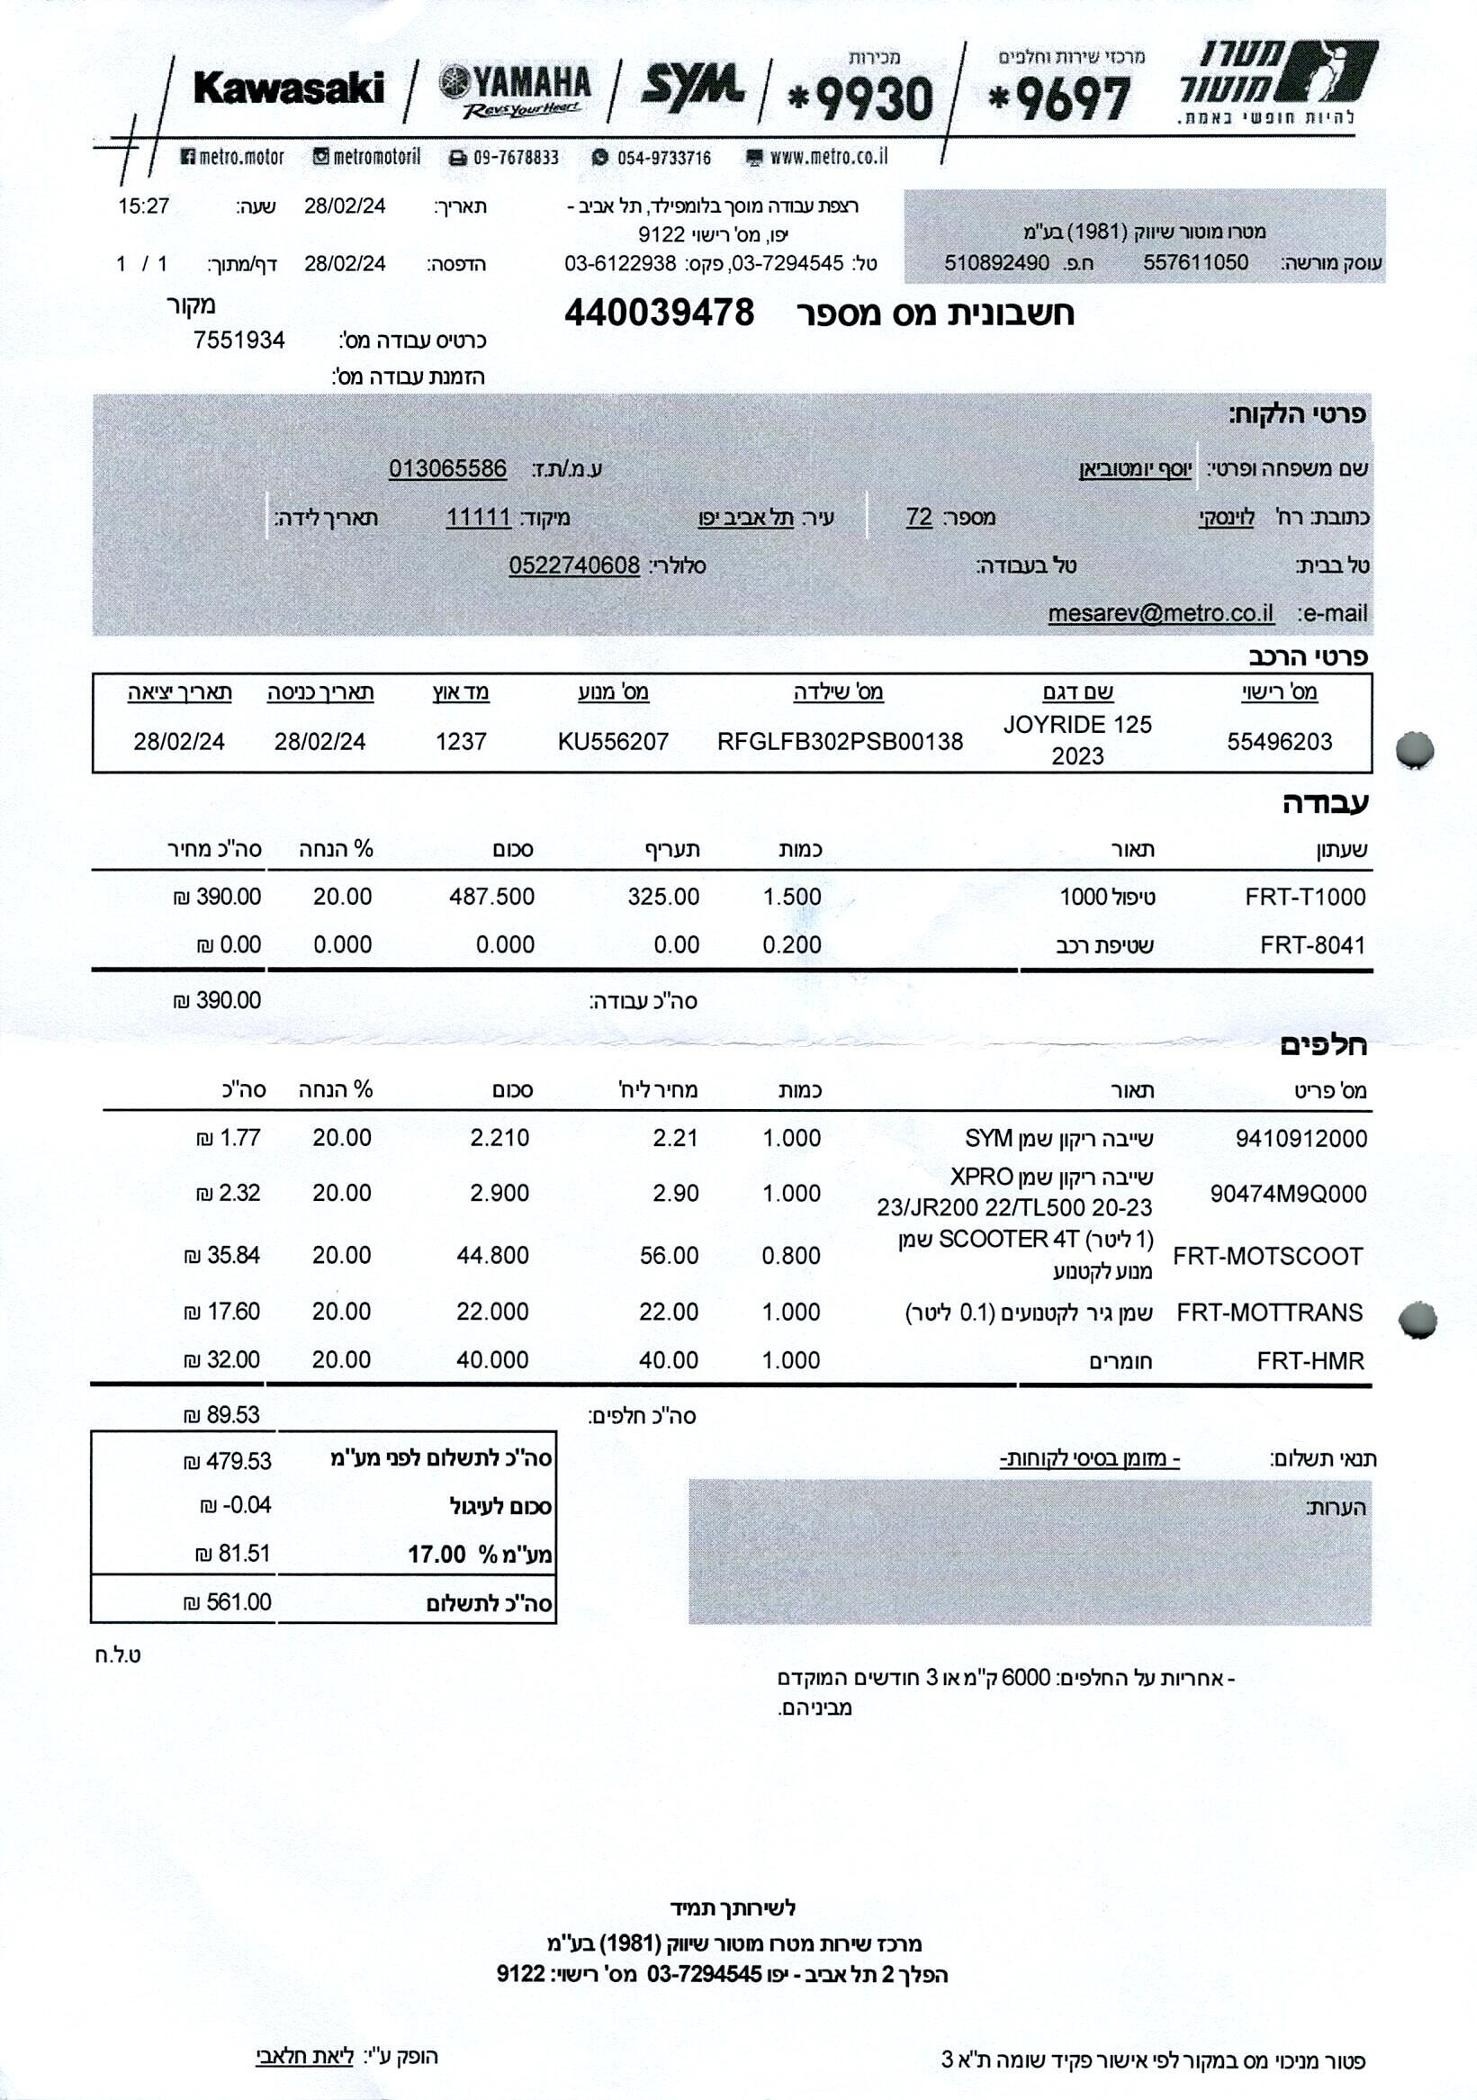 מטרו
מוטור
להיות חופשי באמת.
מרכזי שירות וחלפים
*9697
מכירות
*9930
SYM
YAMAHA
Revs Your Heart
Kawasaki
metro.motor metromotoril 09-7678833 054-9733716 www.metro.co.il
מטרו מוטור שיווק (1981) בע"מ
עוסק מורשה: 557611050 ח.פ. 510892490
רצפת עבודה מוסך בלומפילד, תל אביב -
יפו, מס' רישוי 9122
טל: 03-7294545, פקס: 03-6122938
תאריך: 28/02/24 שעה: 15:27
הדפסה: 28/02/24 דף/מתוך: 1 / 1
חשבונית מס מספר 440039478
מקור
כרטיס עבודה מס': 7551934
הזמנת עבודה מס':
פרטי הלקוח:
שם משפחה ופרטי: יוסף יומטוביאן ע.מ./ת.ז: 013065586
כתובת: רח' לוינסקי מספר: 72 עיר: תל אביב יפו מיקוד: 11111 תאריך לידה:
טל בבית: טל בעבודה: סלולרי: 0522740608
e-mail: mesarev@metro.co.il
פרטי הרכב
מס' רישוי שם דגם מס' שילדה מס' מנוע מד אוץ תאריך כניסה תאריך יציאה
55496203 JOYRIDE 125 2023 RFGLFB302PSB00138 KU556207 1237 28/02/24 28/02/24
עבודה
שעתון תאור כמות תעריף סכום % הנחה סה"כ מחיר
FRT-T1000 טיפול 1000 1.500 325.00 487.500 20.00 390.00 ₪
FRT-8041 שטיפת רכב 0.200 0.00 0.000 0.000 0.00 ₪
סה"כ עבודה: 390.00 ₪
חלפים
מס' פריט תאור כמות מחיר ליח' סכום % הנחה סה"כ
9410912000 שייבה ריקון שמן SYM 1.000 2.21 2.210 20.00 1.77 ₪
90474M9Q000 שייבה ריקון שמן XPRO 23/JR200 22/TL500 20-23 1.000 2.90 2.900 20.00 2.32 ₪
FRT-MOTSCOOT (1 ליטר) SCOOTER 4T שמן מנוע לקטנוע 0.800 56.00 44.800 20.00 35.84 ₪
FRT-MOTTRANS שמן גיר לקטנועים (0.1 ליטר) 1.000 22.00 22.000 20.00 17.60 ₪
FRT-HMR חומרים 1.000 40.00 40.000 20.00 32.00 ₪
סה"כ חלפים: 89.53 ₪
תנאי תשלום: - מזומן בסיסי לקוחות-
הערות:
סה"כ לתשלום לפני מע"מ 479.53 ₪
סכום לעיגול -0.04 ₪
מע"מ % 17.00 81.51 ₪
סה"כ לתשלום 561.00 ₪
ט.ל.ח
- אחריות על החלפים: 6000 ק"מ או 3 חודשים המוקדם
מביניהם.
לשירותך תמיד
מרכז שירות מטרו מוטור שיווק (1981) בע"מ
הפלך 2 תל אביב - יפו 03-7294545 מס' רישוי: 9122
פטור מניכוי מס במקור לפי אישור פקיד שומה ת"א 3
הופק ע"י: ליאת חלאבי